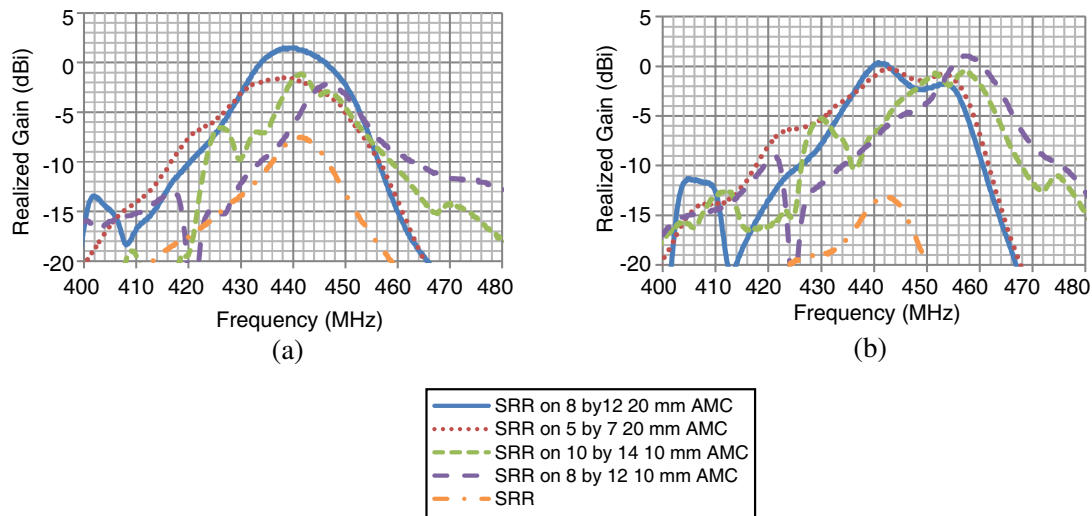 5
0
-5
-10
-15
-20
Realized Gain (dBi)
400 410 420 430 440 450 460 470 480
Frequency (MHz)
(a)
5
0
-5
-10
-15
-20
Realized Gain (dBi)
400 410 420 430 440 450 460 470 480
Frequency (MHz)
(b)
SRR on 8 by12 20 mm AMC
SRR on 5 by 7 20 mm AMC
SRR on 10 by 14 10 mm AMC
SRR on 8 by 12 10 mm AMC
SRR